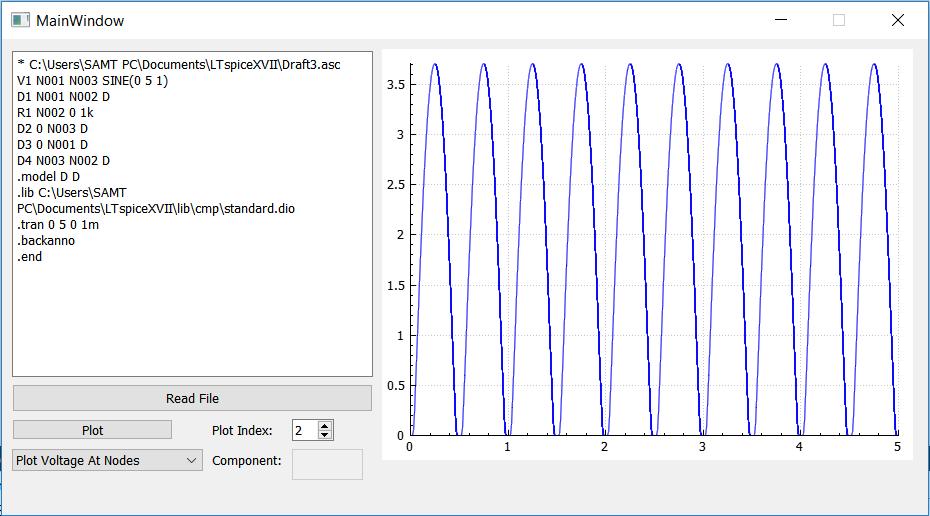 MainWindow
* C:\Users\SAMT PC\Documents\LTspiceXVII\Draft3.asc
V1 N001 N003 SINE(0 5 1)
D1 N001 N002 D
R1 N002 0 1k
D2 0 N003 D
D3 0 N001 D
D4 N003 N002 D
.model D D
.lib C:\Users\SAMT
PC\Documents\LTspiceXVII\lib\cmp\standard.dio
.tran 0 5 0 1m
.backanno
.end
Read File
Plot
Plot Index:
2
Plot Voltage At Nodes
Component:
3.5
3
2.5
2
1.5
1
0.5
0
0 1 2 3 4 5